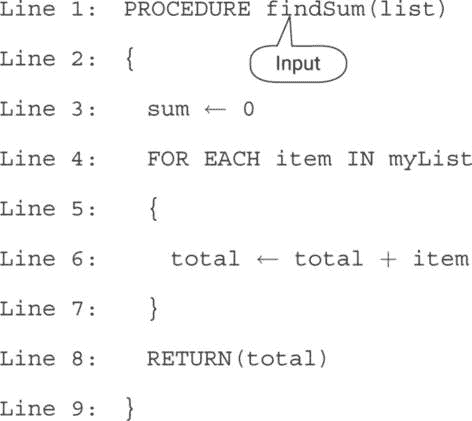 Line 1: PROCEDURE findSum(list)
Input
Line 2: {
Line 3: sum ← 0
Line 4: FOR EACH item IN myList
Line 5: {
Line 6: total ← total + item
Line 7: }
Line 8: RETURN(total)
Line 9: }